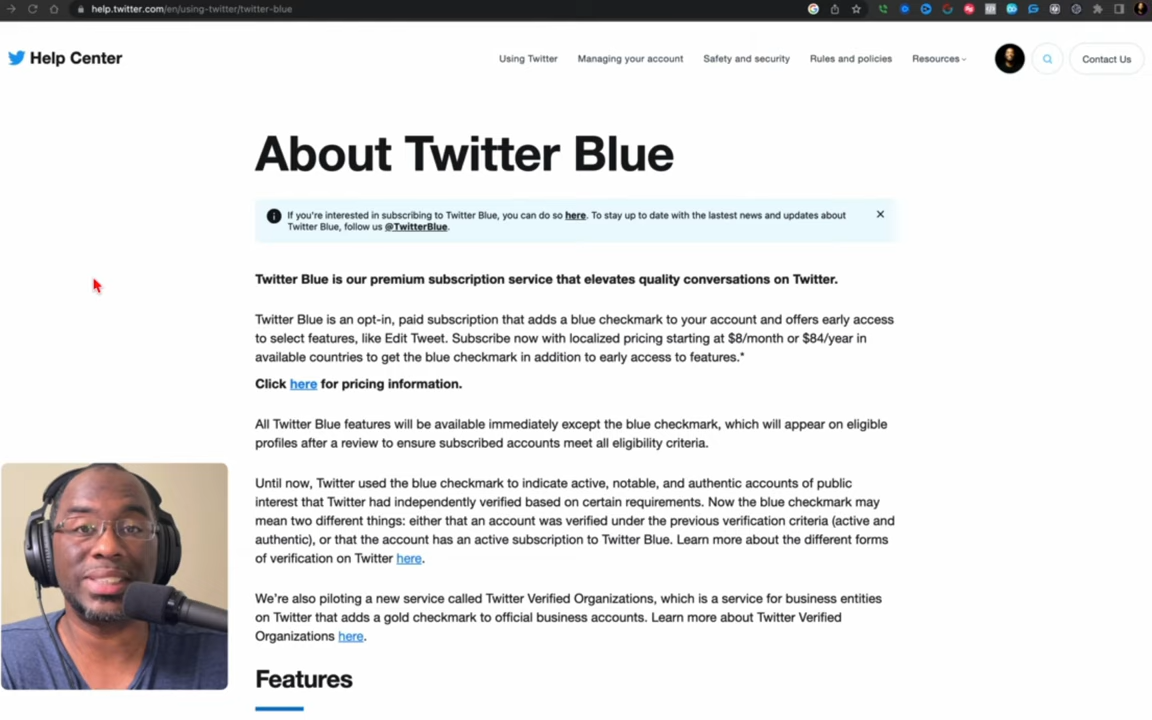 help.twitter.com/en/using-twitter/twitter-blue
Help Center
Using Twitter
Managing your account
Safety and security
Rules and policies
Resources
Contact Us
About Twitter Blue
If you're interested in subscribing to Twitter Blue, you can do so here. To stay up to date with the lastest news and updates about
Twitter Blue, follow us @TwitterBlue.
Twitter Blue is our premium subscription service that elevates quality conversations on Twitter.
Twitter Blue is an opt-in, paid subscription that adds a blue checkmark to your account and offers early access
to select features, like Edit Tweet. Subscribe now with localized pricing starting at $8/month or $84/year in
available countries to get the blue checkmark in addition to early access to features.*
Click here for pricing information.
All Twitter Blue features will be available immediately except the blue checkmark, which will appear on eligible
profiles after a review to ensure subscribed accounts meet all eligibility criteria.
Until now, Twitter used the blue checkmark to indicate active, notable, and authentic accounts of public
interest that Twitter had independently verified based on certain requirements. Now the blue checkmark may
mean two different things: either that an account was verified under the previous verification criteria (active and
authentic), or that the account has an active subscription to Twitter Blue. Learn more about the different forms
of verification on Twitter here.
We're also piloting a new service called Twitter Verified Organizations, which is a service for business entities
on Twitter that adds a gold checkmark to official business accounts. Learn more about Twitter Verified
Organizations here.
Features